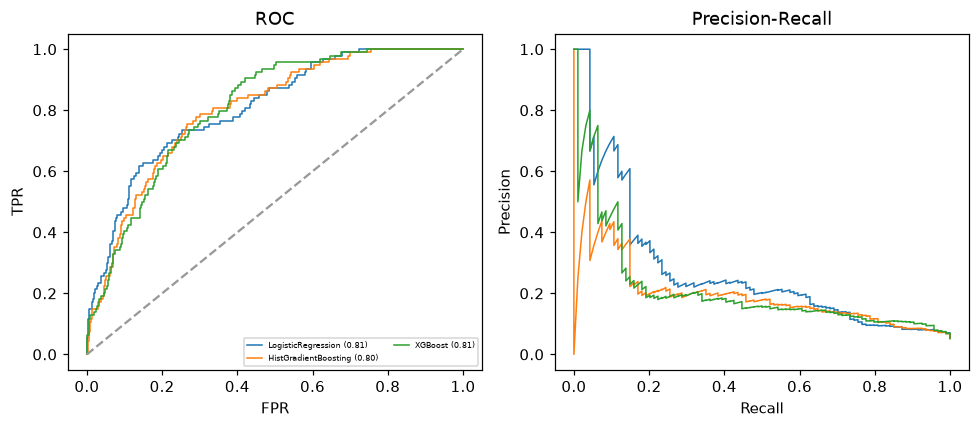 ROC
1.0
0.8
0.6
0.4
0.2
0.0
TPR
0.0 0.2 0.4 0.6 0.8 1.0
FPR
LogisticRegression (0.81)
HistGradientBoosting (0.80)
XGBoost (0.81)
Precision-Recall
1.0
0.8
0.6
0.4
0.2
0.0
Precision
0.0 0.2 0.4 0.6 0.8 1.0
Recall